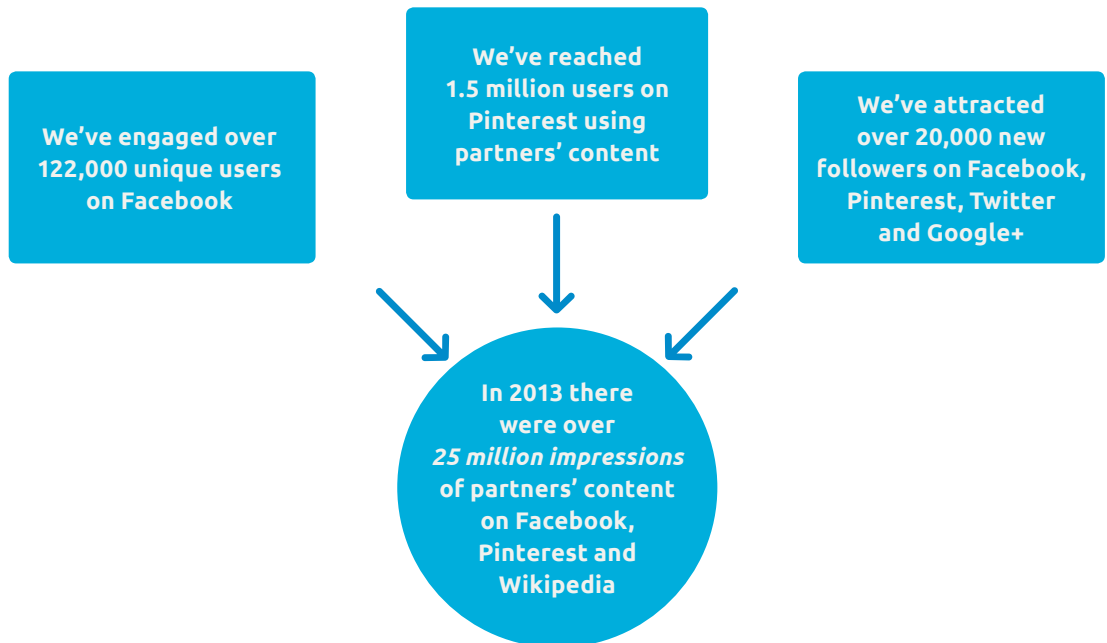 We’ve engaged over
122,000 unique users
on Facebook
We’ve reached
1.5 million users on
Pinterest using
partners’ content
We’ve attracted
over 20,000 new
followers on Facebook,
Pinterest, Twitter
and Google+
In 2013 there
were over
25 million impressions
of partners’ content
on Facebook,
Pinterest and
Wikipedia